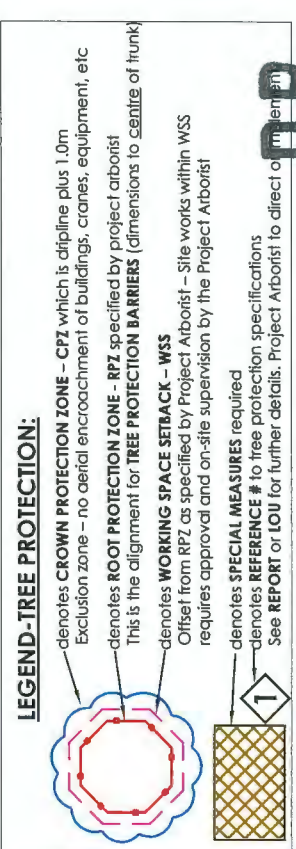 LEGEND-TREE PROTECTION:
denotes CROWN PROTECTION ZONE – CPZ which is dripline plus 1.0m
Exclusion zone – no aerial encroachment of buildings, cranes, equipment, etc
denotes ROOT PROTECTION ZONE - RPZ specified by project arborist
This is the alignment for TREE PROTECTION BARRIERS (dimensions to centre of trunk)
denotes WORKING SPACE SETBACK – WSS
Offset from RPZ as specified by Project Arborist – Site works within WSS
requires approval and on-site supervision by the Project Arborist
denotes SPECIAL MEASURES required
denotes REFERENCE # to tree protection specifications
1
See REPORT or LOU for further details. Project Arborist to direct or implement